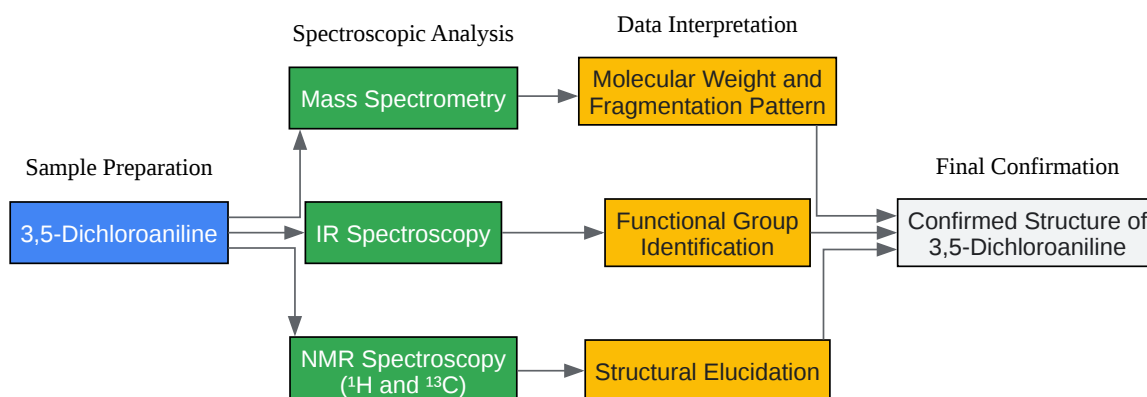 Spectroscopic Analysis
Data Interpretation
Mass Spectrometry
Molecular Weight and
Fragmentation Pattern
Sample Preparation
Final Confirmation
3,5-Dichloroaniline
IR Spectroscopy
Functional Group
Identification
Confirmed Structure of
3,5-Dichloroaniline
NMR Spectroscopy
(¹H and ¹³C)
Structural Elucidation